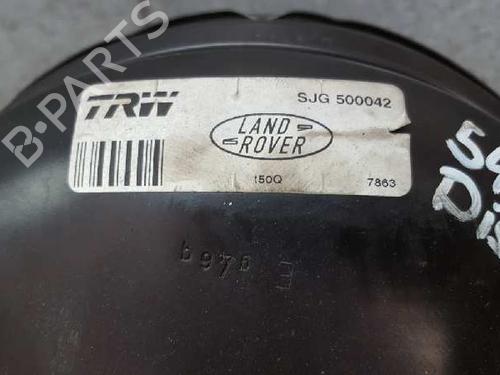 TRW
SJG 500042
LAND
ROVER
150Q
7863
B-PARTS